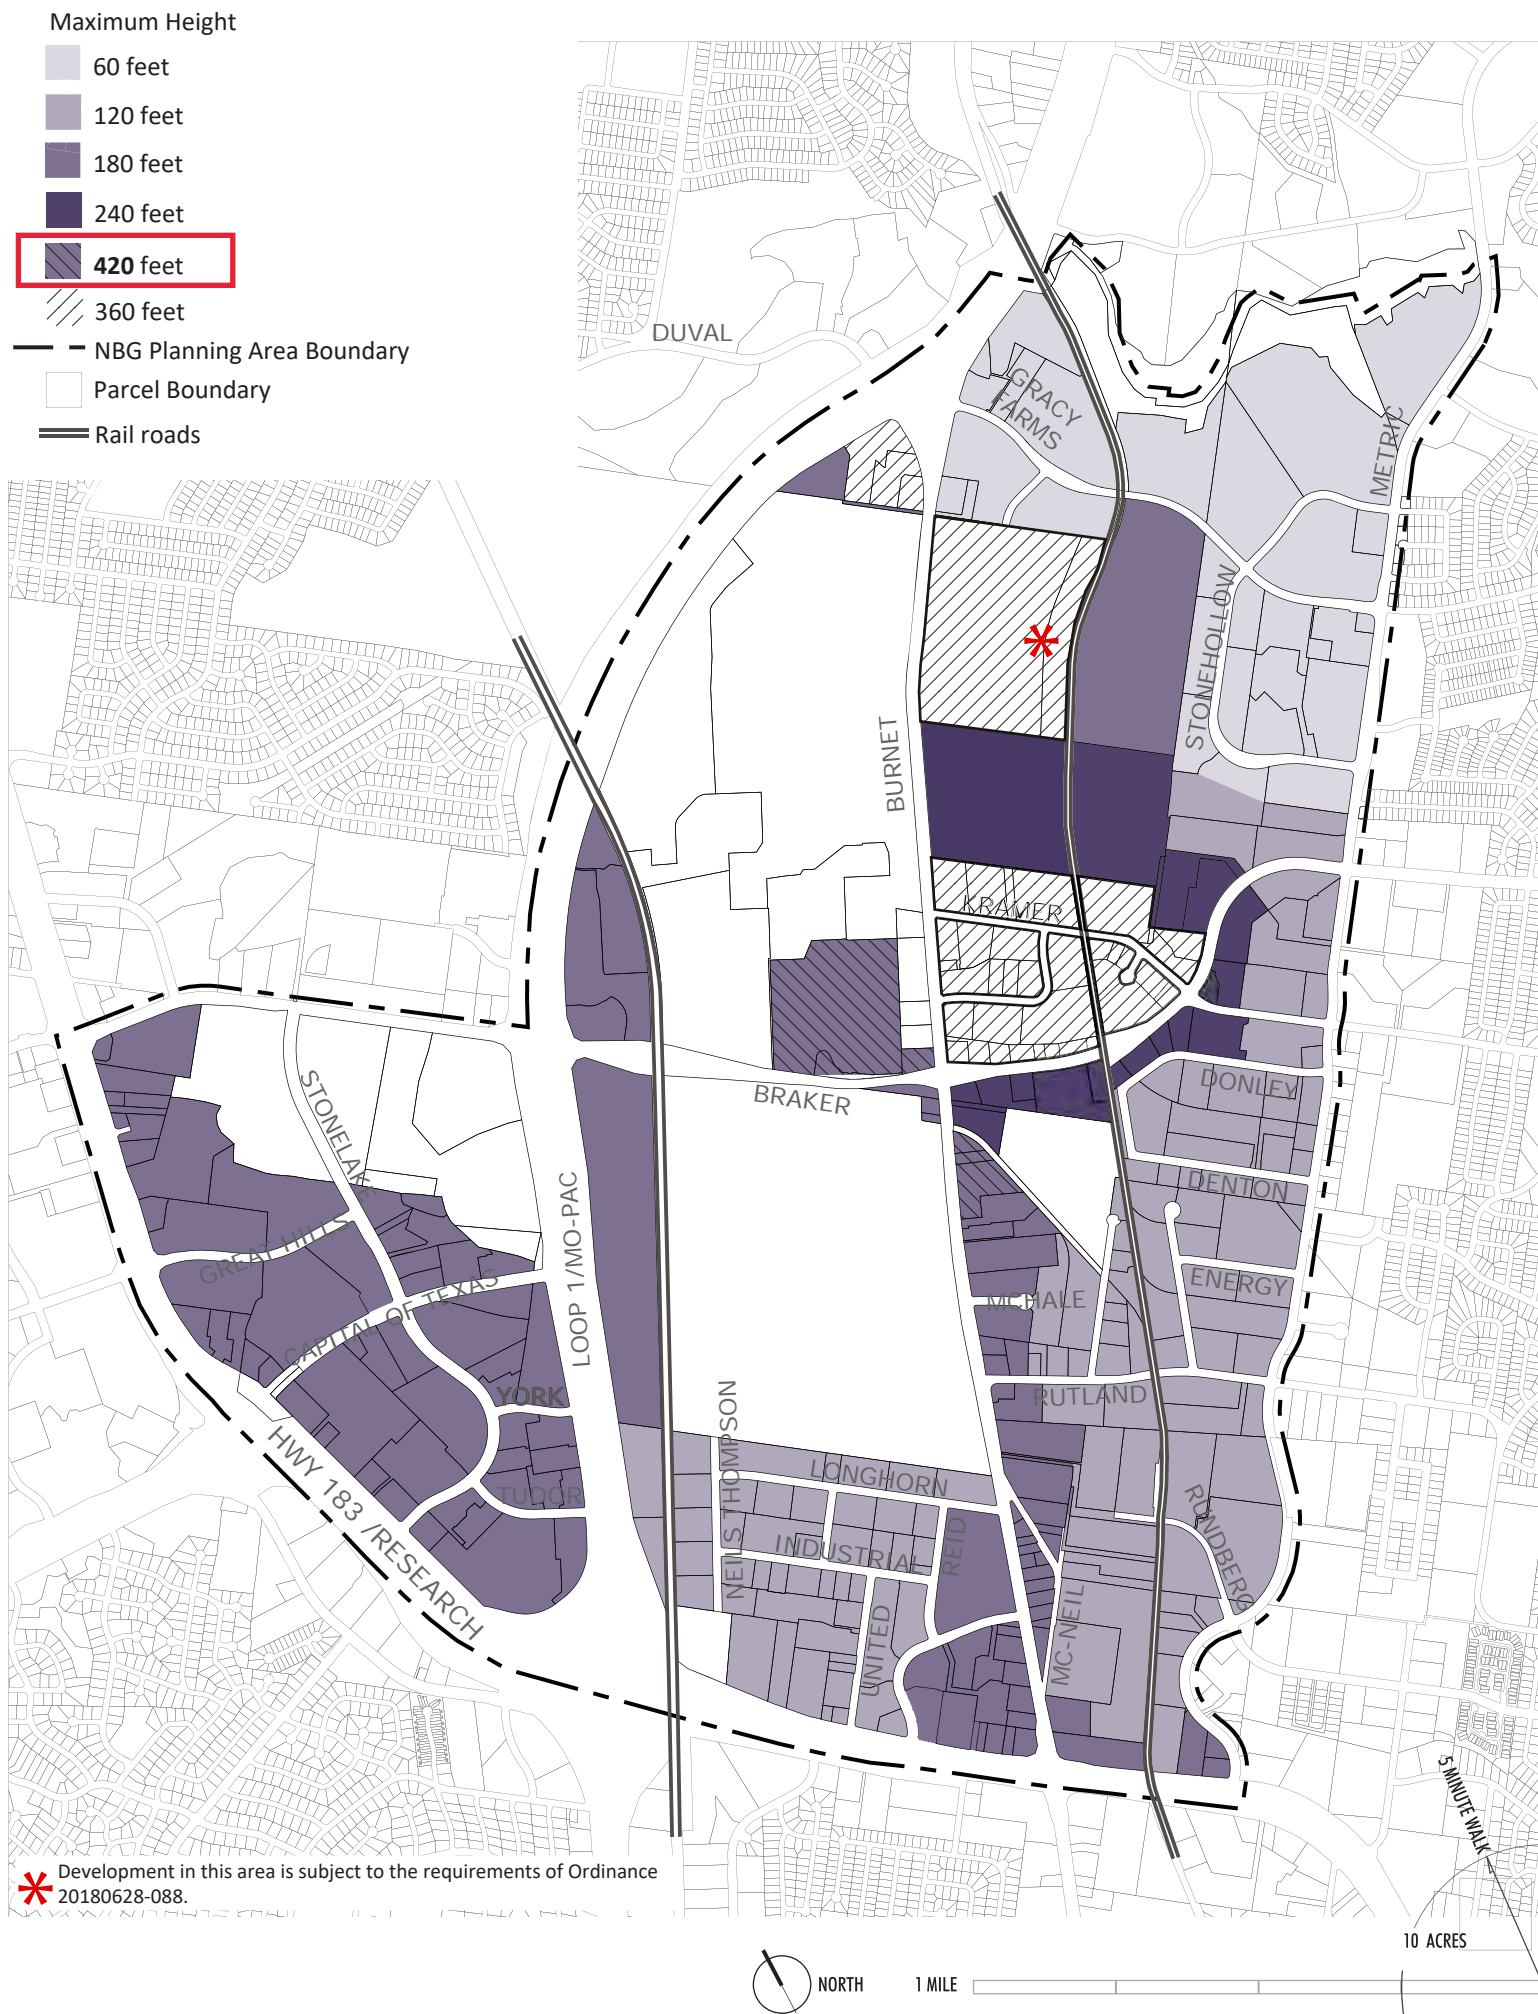 Maximum Height
60 feet
120 feet
180 feet
240 feet
420 feet
360 feet
NBG Planning Area Boundary
Parcel Boundary
Rail roads
DUVAL
GRACY
FARMS
METRIC
STONEHOLLOW
BURNET
KRAMER
BRAKER
DONLEY
DENTON
ENERGY
MCHALE
RUTLAND
STONELAKE
GREAT HILLS
CAPITAL OF TEXAS
LOOP 1/MO-PAC
YORK
TUDOR
HWY 183 /RESEARCH
NEILS THOMPSON
LONGHORN
INDUSTRIAL
REID
UNITED
MC-NEIL
RUNDBERG
5 MINUTE WALK
Development in this area is subject to the requirements of Ordinance
20180628-088.
10 ACRES
NORTH
1 MILE